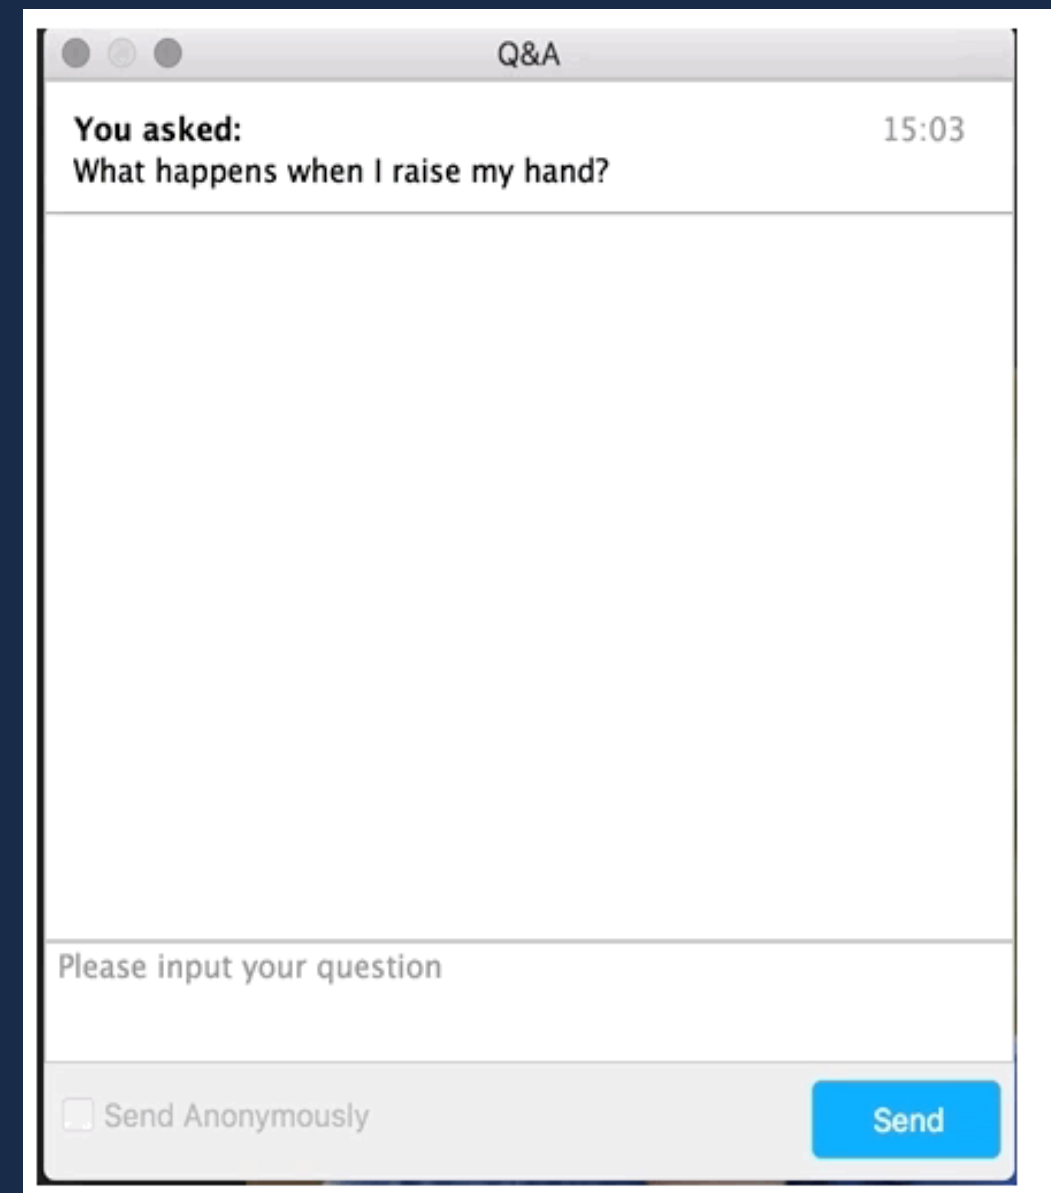 Q&A
You asked:
15:03
What happens when I raise my hand?
Please input your question
Send Anonymously
Send